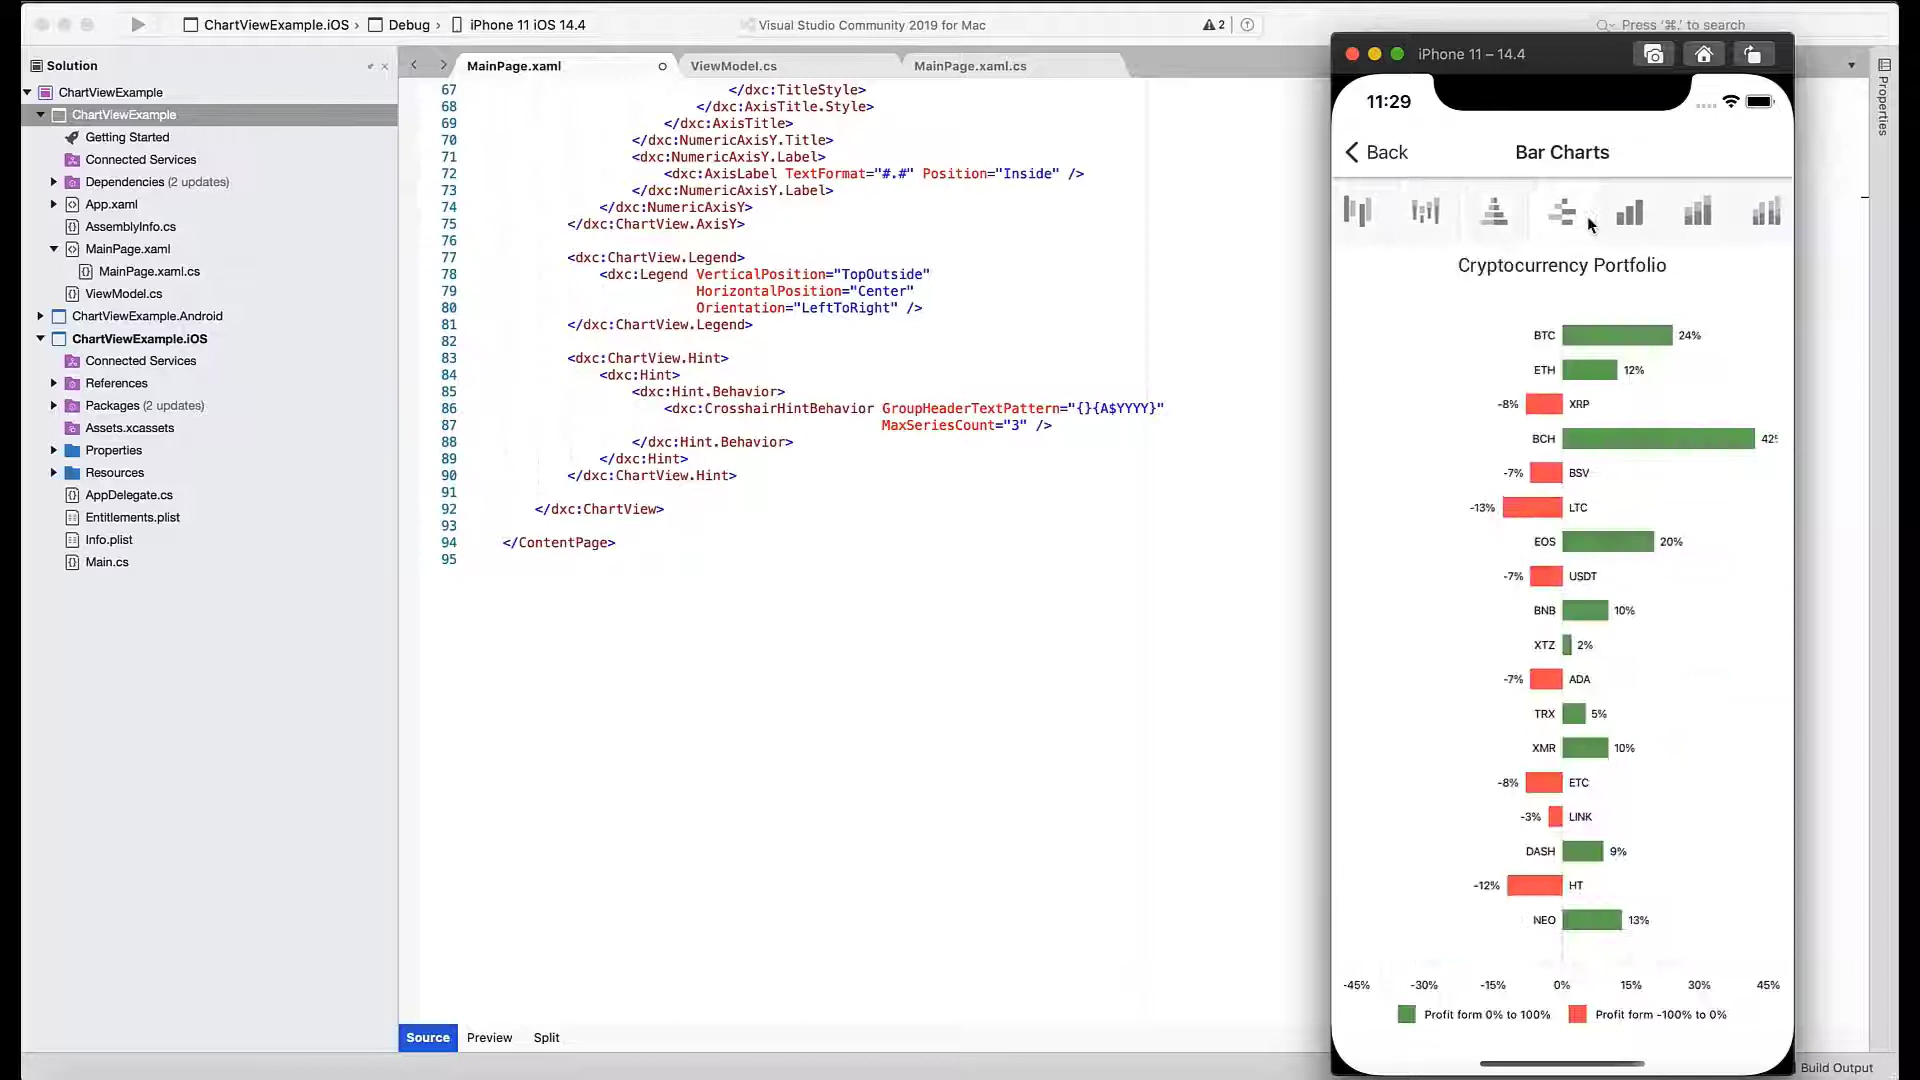 ChartViewExample.iOS › Debug › iPhone 11 iOS 14.4
Visual Studio Community 2019 for Mac
2
Press '⌘.' to search
Solution
ChartViewExample
ChartViewExample
Getting Started
Connected Services
Dependencies (2 updates)
App.xaml
AssemblyInfo.cs
MainPage.xaml
MainPage.xaml.cs
ViewModel.cs
ChartViewExample.Android
ChartViewExample.iOS
Connected Services
References
Packages (2 updates)
Assets.xcassets
Properties
Resources
AppDelegate.cs
Entitlements.plist
Info.plist
Main.cs
MainPage.xaml
ViewModel.cs
MainPage.xaml.cs
67 </dxc:TitleStyle>
68 </dxc:AxisTitle.Style>
69 </dxc:AxisTitle>
70 </dxc:NumericAxisY.Title>
71 <dxc:NumericAxisY.Label>
72 <dxc:AxisLabel TextFormat="#.#" Position="Inside" />
73 </dxc:NumericAxisY.Label>
74 </dxc:NumericAxisY>
75 </dxc:ChartView.AxisY>
76
77 <dxc:ChartView.Legend>
78 <dxc:Legend VerticalPosition="TopOutside"
79 HorizontalPosition="Center"
80 Orientation="LeftToRight" />
81 </dxc:ChartView.Legend>
82
83 <dxc:ChartView.Hint>
84 <dxc:Hint>
85 <dxc:Hint.Behavior>
86 <dxc:CrosshairHintBehavior GroupHeaderTextPattern="{}{A$YYYY}"
87 MaxSeriesCount="3" />
88 </dxc:Hint.Behavior>
89 </dxc:Hint>
90 </dxc:ChartView.Hint>
91
92 </dxc:ChartView>
93
94 </ContentPage>
95
Source Preview Split
iPhone 11 – 14.4
11:29
Back
Bar Charts
Cryptocurrency Portfolio
BTC 24%
ETH 12%
-8% XRP
BCH 42%
-7% BSV
-13% LTC
EOS 20%
-7% USDT
BNB 10%
XTZ 2%
-7% ADA
TRX 5%
XMR 10%
-8% ETC
-3% LINK
DASH 9%
-12% HT
NEO 13%
-45% -30% -15% 0% 15% 30% 45%
Profit form 0% to 100% Profit form -100% to 0%
Properties
Build Output